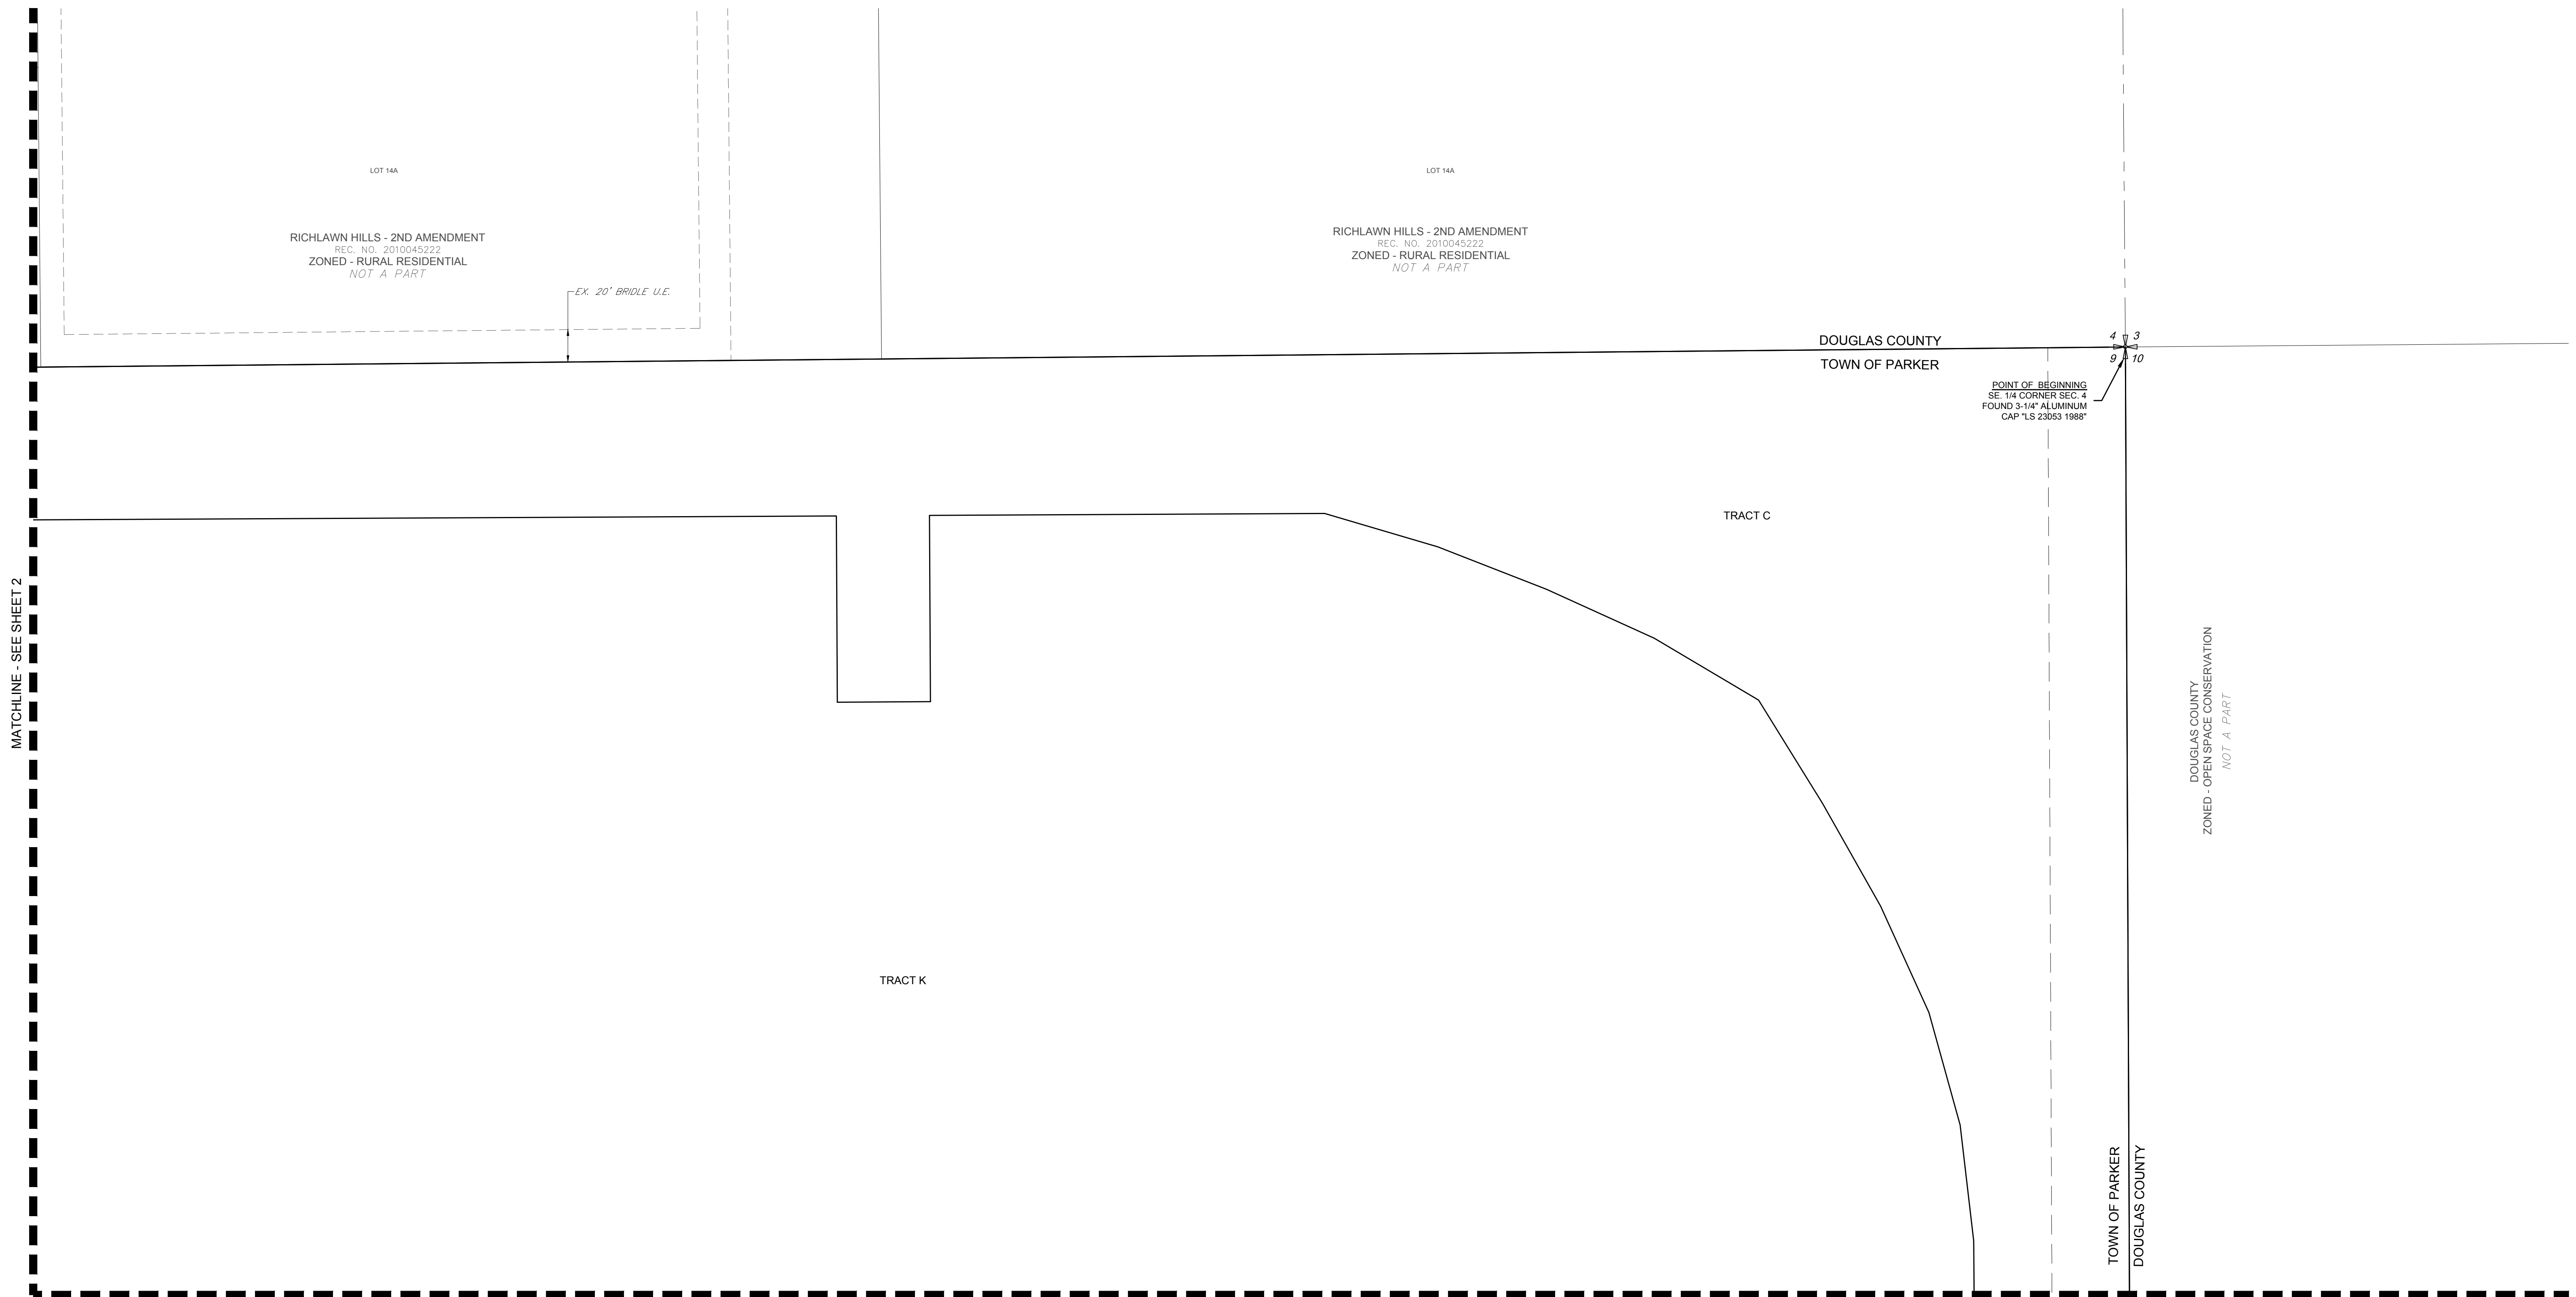 LOT 14A
RICHLAWN HILLS - 2ND AMENDMENT
REC. NO. 2010045222
ZONED - RURAL RESIDENTIAL
NOT A PART
EX. 20' BRIDLE U.E.
LOT 14A
RICHLAWN HILLS - 2ND AMENDMENT
REC. NO. 2010045222
ZONED - RURAL RESIDENTIAL
NOT A PART
DOUGLAS COUNTY
TOWN OF PARKER
4 3
9 10
POINT OF BEGINNING
SE. 1/4 CORNER SEC. 4
FOUND 3-1/4" ALUMINUM
CAP "LS 23053 1988"
TRACT C
MATCHLINE - SEE SHEET 2
DOUGLAS COUNTY
ZONED - OPEN SPACE CONSERVATION
NOT A PART
TRACT K
TOWN OF PARKER
DOUGLAS COUNTY